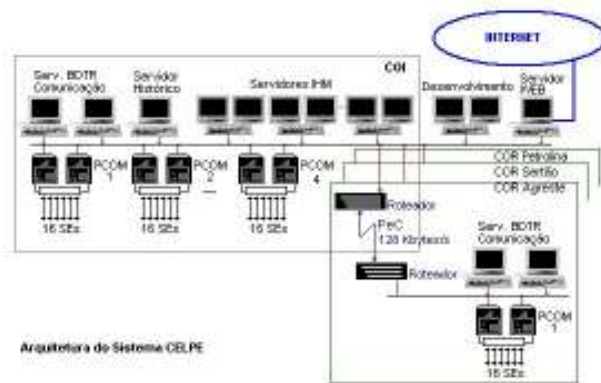 INTERNET
COI
Serv. BDTR
Comunicação
Servidor
Histórico
Servidores IHM
Desenvolvimento
Servidor
WEB
PCOM
1
PCOM
2
PCOM
4
16 SEs
16 SEs
16 SEs
COR Petrolina
COR Sertão
COR Agreste
Roteador
128 Kbytes/s
Roteador
Serv. BDTR
Comunicação
PCOM
1
16 SEs
Arquitetura do Sistema CELPE